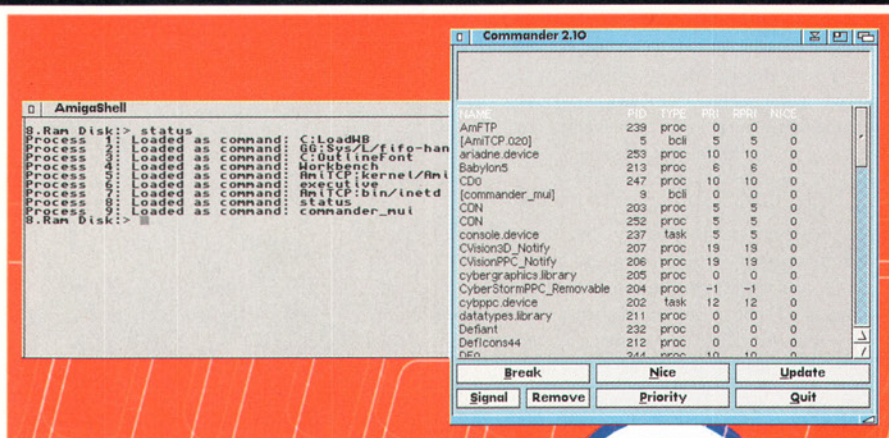 AmigaShell
8.Ram Disk:> status
Process 1: Loaded as command: C:LoadWB
Process 2: Loaded as command: GG:Sys/L/fifo-han
Process 3: Loaded as command: C:OutlineFont
Process 4: Loaded as command: Workbench
Process 5: Loaded as command: AmiTCP:kernel/Ami
Process 6: Loaded as command: executive
Process 7: Loaded as command: AmiTCP:bin/inetd
Process 8: Loaded as command: status
Process 9: Loaded as command: commander_mui
8.Ram Disk:>
Commander 2.10
NAME PID TYPE PRI RPRI NICE
AmFTP 239 proc 0 0 0
[AmiTCP.020] 5 bcli 5 5 0
ariadne.device 253 proc 10 10 0
Babylon5 213 proc 6 6 0
CD0 247 proc 10 10 0
[commander_mui] 9 bcli 0 0 0
CON 203 proc 5 5 0
CON 252 proc 5 5 0
console.device 237 task 5 5 0
CVision3D_Notify 207 proc 19 19 0
CVisionPPC_Notify 206 proc 19 19 0
cybergraphics.library 205 proc 0 0 0
CyberStormPPC_Removable 204 proc -1 -1 0
cybppc.device 202 task 12 12 0
datatypes.library 211 proc 0 0 0
Defiant 232 proc 0 0 0
DefIcons44 212 proc 0 0 0
DF0 244 proc 10 10 0
Break Nice Update
Signal Remove Priority Quit